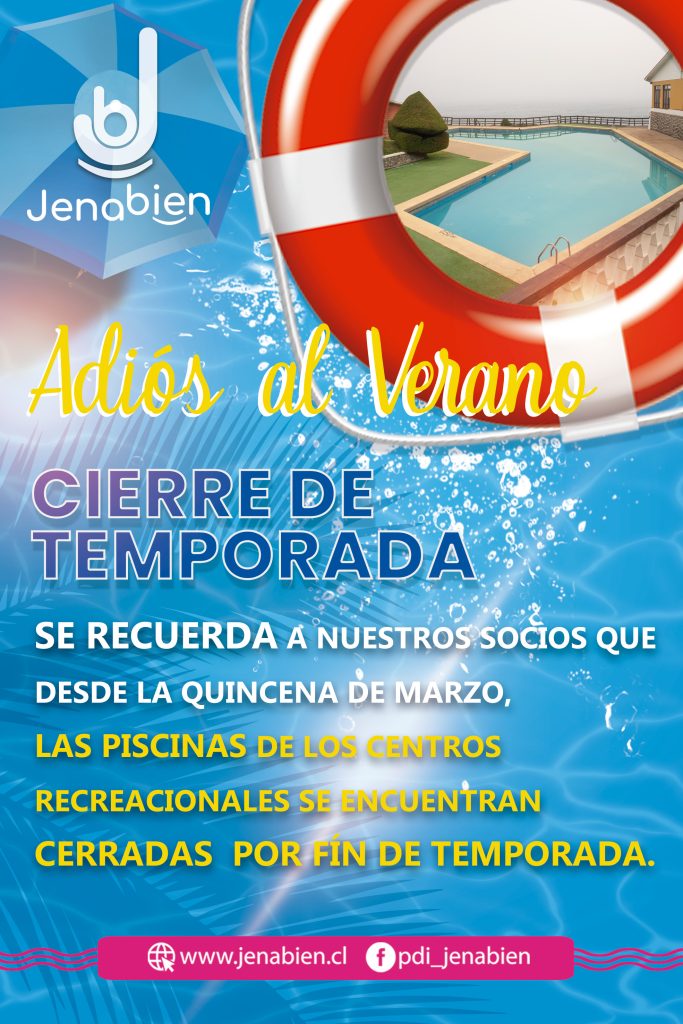 Jenabien
Adiós al Verano
CIERRE DE
TEMPORADA
SE RECUERDA A NUESTROS SOCIOS QUE
DESDE LA QUINCENA DE MARZO,
LAS PISCINAS DE LOS CENTROS
RECREACIONALES SE ENCUENTRAN
CERRADAS POR FÍN DE TEMPORADA.
www.jenabien.cl pdi_jenabien